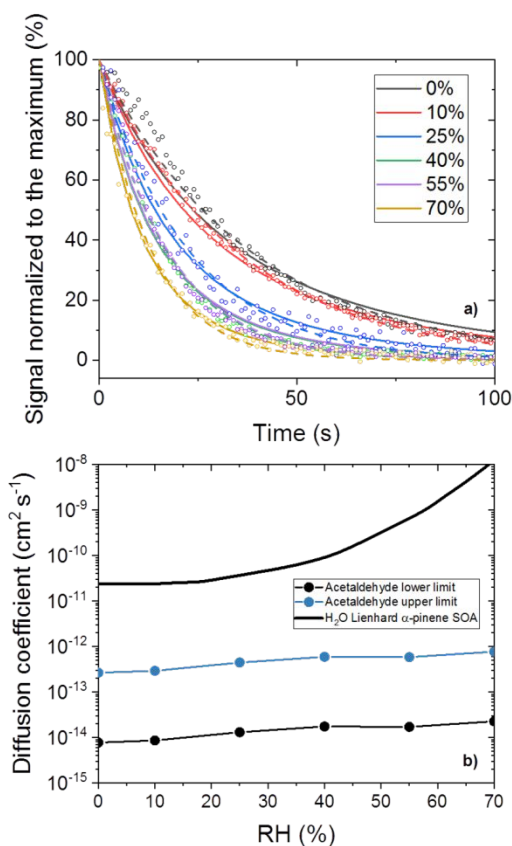 Signal normalized to the maximum (%)
100
80
60
40
20
0
0%
10%
25%
40%
55%
70%
a)
0
50
100
Time (s)
Diffusion coefficient (cm² s⁻¹)
10⁻⁸
10⁻⁹
10⁻¹⁰
10⁻¹¹
10⁻¹²
10⁻¹³
10⁻¹⁴
10⁻¹⁵
Acetaldehyde lower limit
Acetaldehyde upper limit
H₂O Lienhard α-pinene SOA
b)
0 10 20 30 40 50 60 70
RH (%)